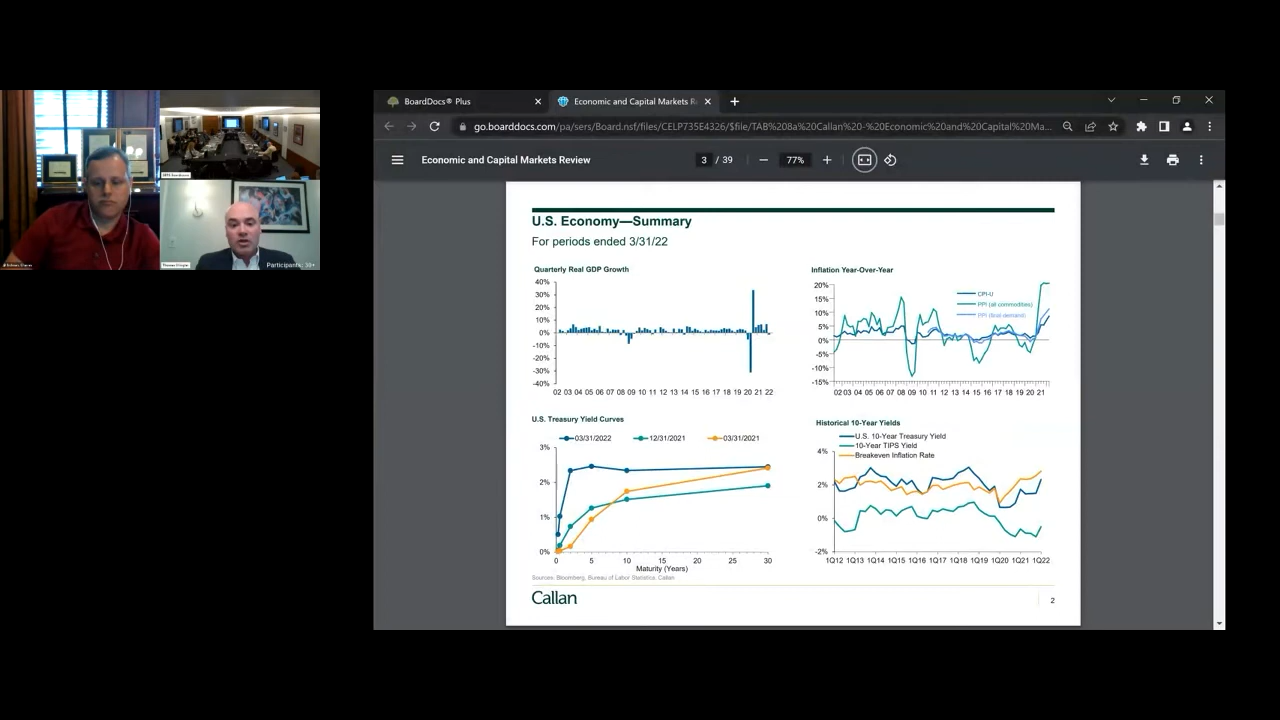 BoardDocs® Plus
Economic and Capital Markets R
go.boarddocs.com/pa/sers/Board.nsf/files/CELP735E4326/$file/TAB%208a%20Callan%20-%20Economic%20and%20Capital%20Ma...
Economic and Capital Markets Review
3 / 39
77%
Participants: 30+
U.S. Economy—Summary
For periods ended 3/31/22
Quarterly Real GDP Growth
40%
30%
20%
10%
0%
-10%
-20%
-30%
-40%
02 03 04 05 06 07 08 09 10 11 12 13 14 15 16 17 18 19 20 21 22
Inflation Year-Over-Year
20%
15%
10%
5%
0%
-5%
-10%
-15%
CPI-U
PPI (all commodities)
PPI (final demand)
02 03 04 05 06 07 08 09 10 11 12 13 14 15 16 17 18 19 20 21
U.S. Treasury Yield Curves
03/31/2022 12/31/2021 03/31/2021
3%
2%
1%
0%
0 5 10 15 20 25 30
Maturity (Years)
Historical 10-Year Yields
U.S. 10-Year Treasury Yield
10-Year TIPS Yield
Breakeven Inflation Rate
4%
2%
0%
-2%
1Q12 1Q13 1Q14 1Q15 1Q16 1Q17 1Q18 1Q19 1Q20 1Q21 1Q22
Sources: Bloomberg, Bureau of Labor Statistics, Callan
Callan
2